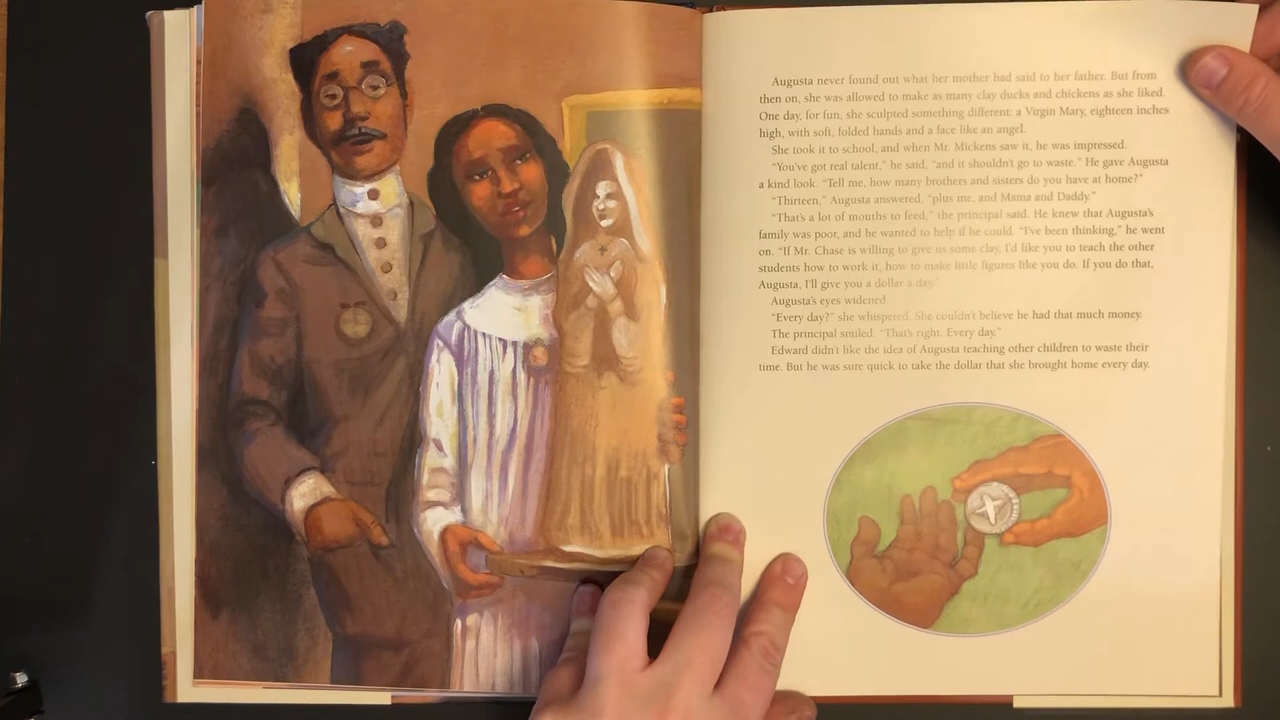 Augusta never found out what her mother had said to her father. But from
then on, she was allowed to make as many clay ducks and chickens as she liked.
One day, for fun, she sculpted something different: a Virgin Mary, eighteen inches
high, with soft, folded hands and a face like an angel.
She took it to school, and when Mr. Mickens saw it, he was impressed.
“You’ve got real talent,” he said, “and it shouldn’t go to waste.” He gave Augusta
a kind look. “Tell me, how many brothers and sisters do you have at home?”
“Thirteen,” Augusta answered, “plus me, and Mama and Daddy.”
“That’s a lot of mouths to feed,” the principal said. He knew that Augusta’s
family was poor, and he wanted to help if he could. “I’ve been thinking,” he went
on. “If Mr. Chase is willing to give us some clay, I’d like you to teach the other
students how to work it, how to make little figures like you do. If you do that,
Augusta, I’ll give you a dollar a day.”
Augusta’s eyes widened.
“Every day?” she whispered. She couldn’t believe he had that much money.
The principal smiled. “That’s right. Every day.”
Edward didn’t like the idea of Augusta teaching other children to waste their
time. But he was sure quick to take the dollar that she brought home every day.